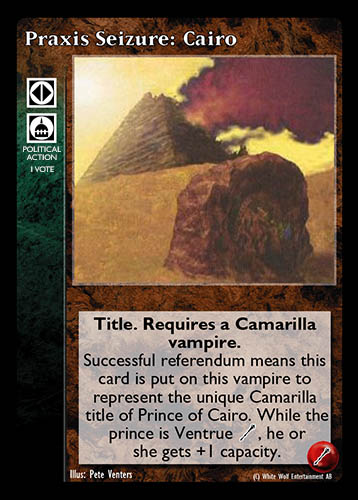 Praxis Seizure: Cairo
POLITICAL
ACTION
1 VOTE
Title. Requires a Camarilla
vampire.
Successful referendum means this
card is put on this vampire to
represent the unique Camarilla
title of Prince of Cairo. While the
prince is Ventrue , he or
she gets +1 capacity.
Illus: Pete Venters
(C) White Wolf Entertainment AB